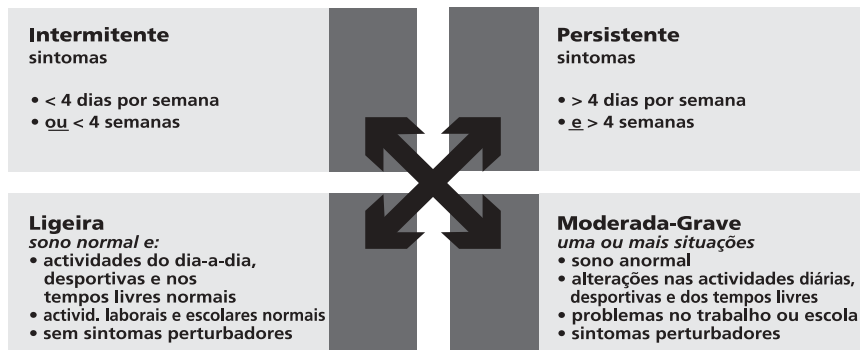 Intermitente
sintomas
• < 4 dias por semana
• ou < 4 semanas
Persistente
sintomas
• > 4 dias por semana
• e > 4 semanas
Ligeira
sono normal e:
• actividades do dia-a-dia,
desportivas e nos
tempos livres normais
• activid. laborais e escolares normais
• sem sintomas perturbadores
Moderada-Grave
uma ou mais situações
• sono anormal
• alterações nas actividades diárias,
desportivas e dos tempos livres
• problemas no trabalho ou escola
• sintomas perturbadores